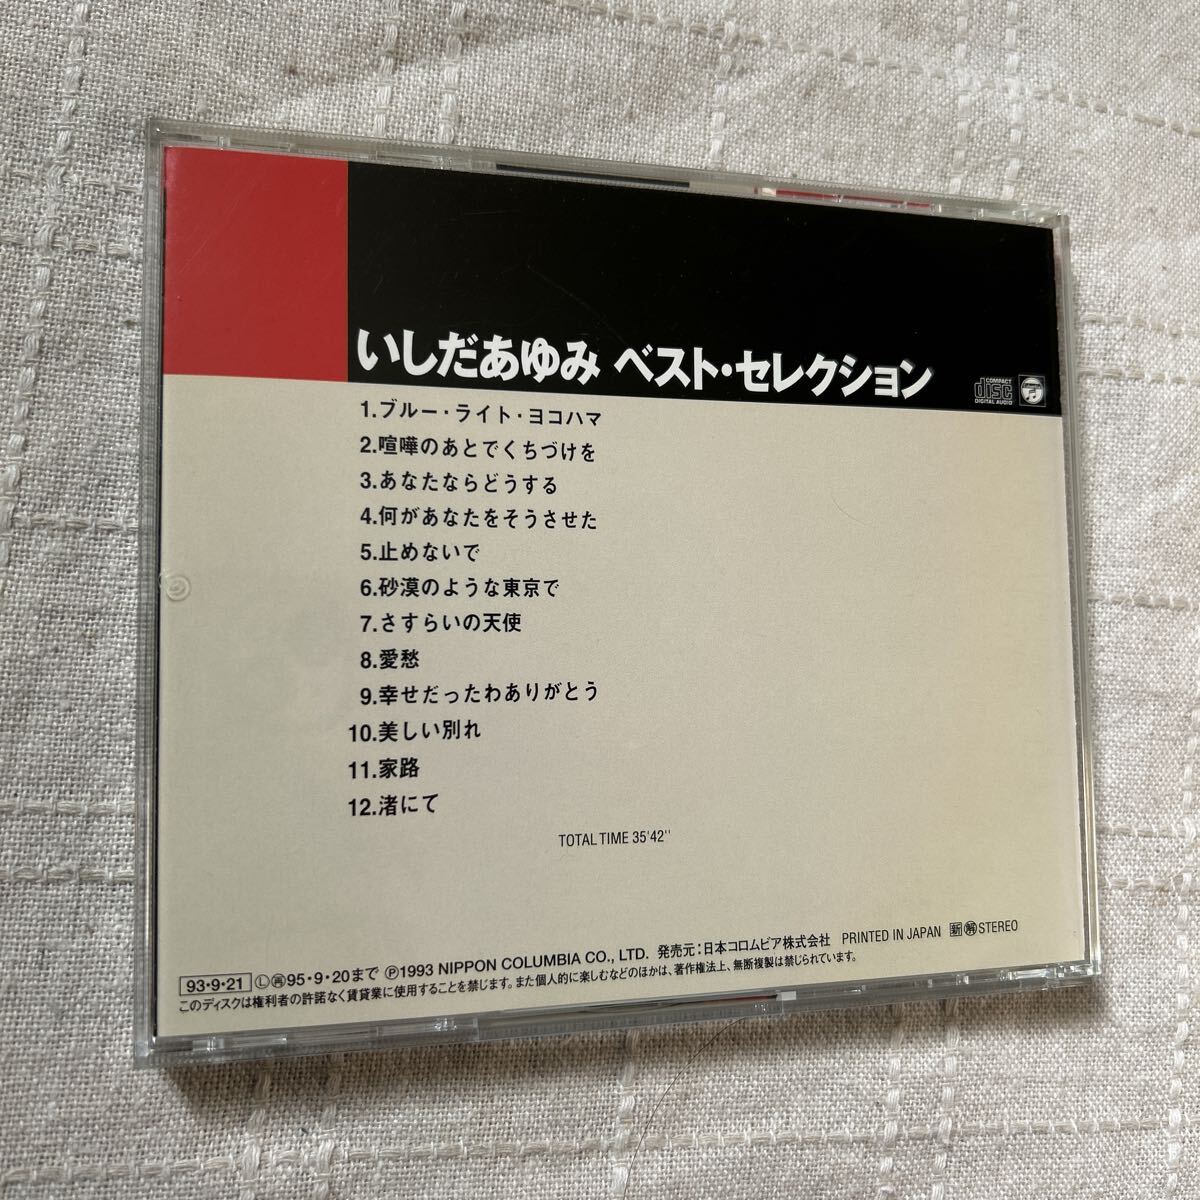 いしだあゆみ ベスト・セレクション
COMPACT
disc
DIGITAL AUDIO
1.ブルー・ライト・ヨコハマ
2.喧嘩のあとでくちづけを
3.あなたならどうする
4.何があなたをそうさせた
5.止めないで
6.砂漠のような東京で
7.さすらいの天使
8.愛愁
9.幸せだったわありがとう
10.美しい別れ
11.家路
12.渚にて
TOTAL TIME 35'42''
93・9・21 Ⓛ㊮95・9・20まで Ⓟ1993 NIPPON COLUMBIA CO., LTD. 発売元:日本コロムビア株式会社 PRINTED IN JAPAN STEREO
このディスクは権利者の許諾なく賃貸業に使用することを禁じます。また個人的に楽しむなどのほかは、著作権法上、無断複製は禁じられています。